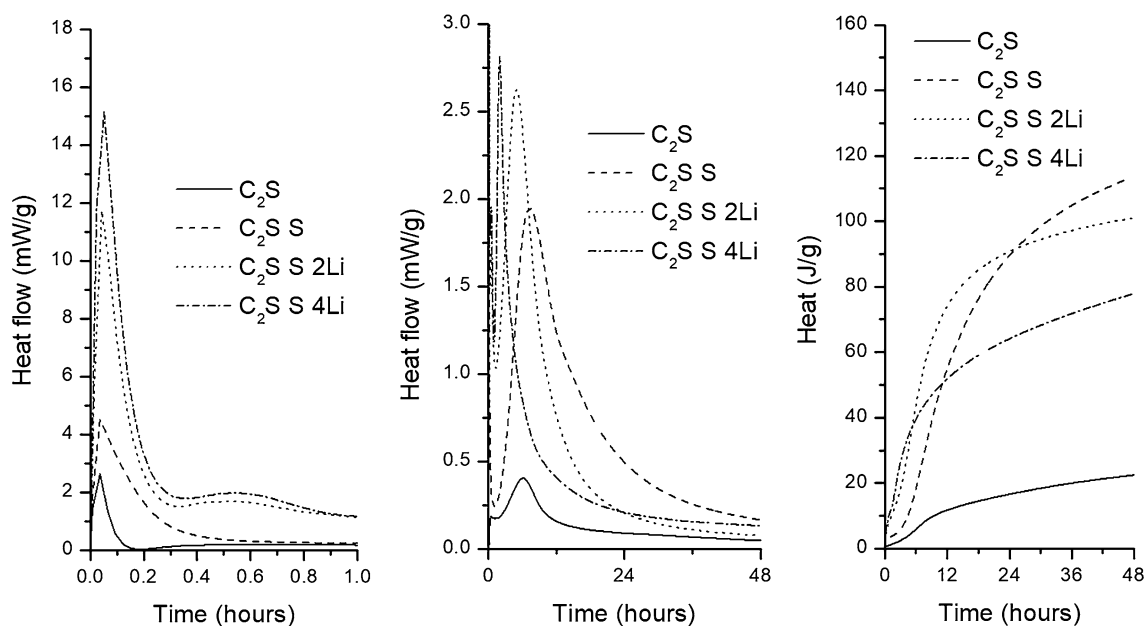 Heat flow (mW/g)
18
16
14
12
10
8
6
4
2
0
C₂S
C₂S S
C₂S S 2Li
C₂S S 4Li
0.0
0.2
0.4
0.6
0.8
1.0
Time (hours)
Heat flow (mW/g)
3.0
2.5
2.0
1.5
1.0
0.5
0.0
C₂S
C₂S S
C₂S S 2Li
C₂S S 4Li
0
24
48
Time (hours)
Heat (J/g)
160
140
120
100
80
60
40
20
0
C₂S
C₂S S
C₂S S 2Li
C₂S S 4Li
0
12
24
36
48
Time (hours)